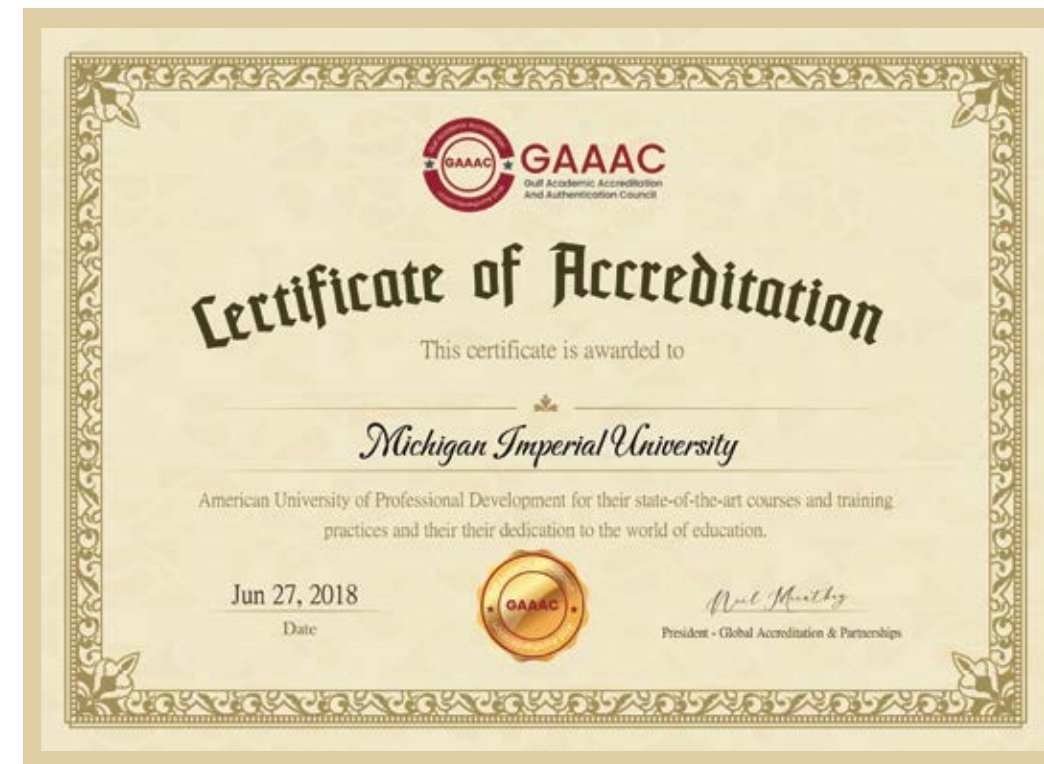 GAAAC
GAAAC
Gulf Academic Accreditation
And Authentication Council
Certificate of Accreditation
This certificate is awarded to
Michigan Imperial University
American University of Professional Development for their state-of-the-art courses and training
practices and their their dedication to the world of education.
Jun 27, 2018
Date
GAAAC
President - Global Accreditation & Partnerships